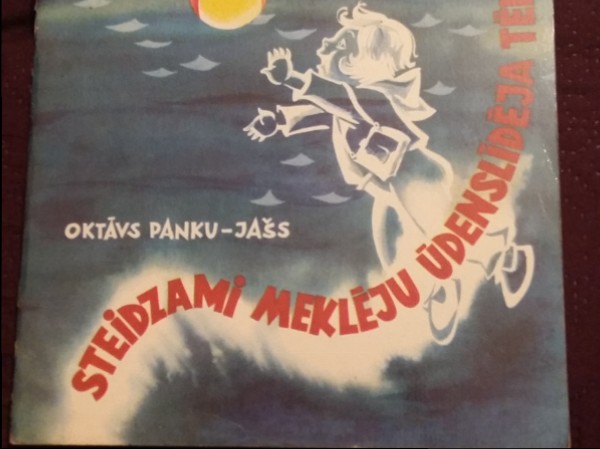 OKTĀVS PANKU-JAŠS
STEIDZAMI MEKLĒJU ŪDENSLĪDĒJA